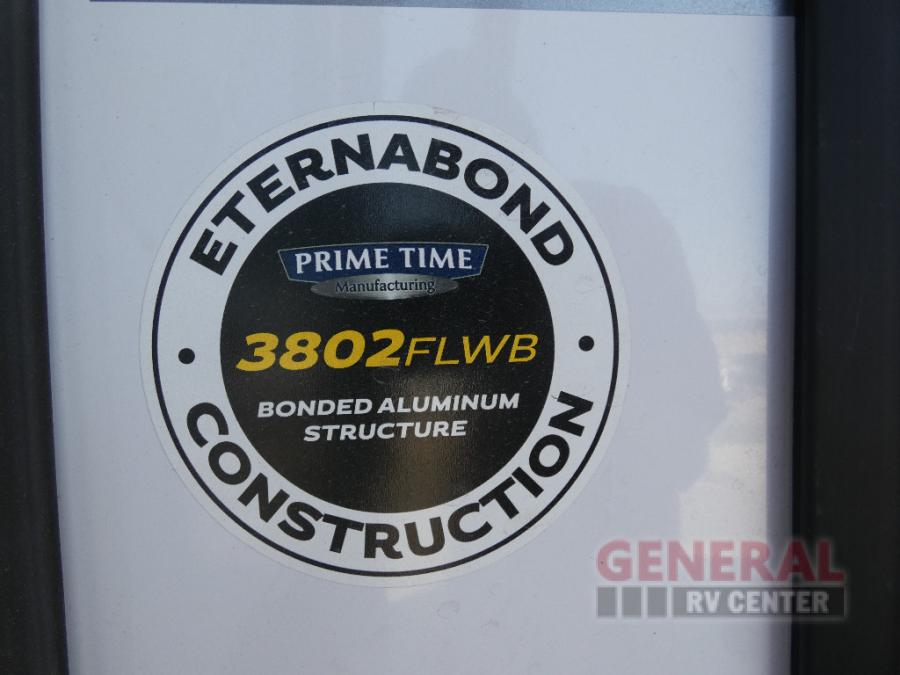 ETERNABOND
PRIME TIME
Manufacturing
3802FLWB
BONDED ALUMINUM
STRUCTURE
CONSTRUCTION
GENERAL
RV CENTER